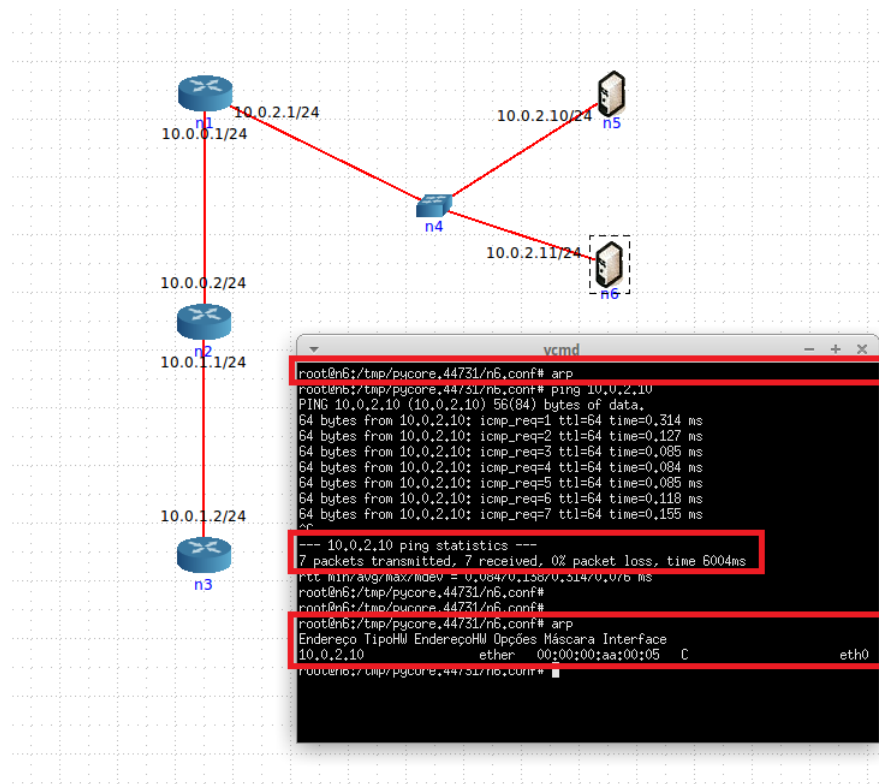 10.0.2.1/24
n1
10.0.0.1/24
10.0.2.10/24
n5
n4
10.0.2.11/24
n6
10.0.0.2/24
n2
10.0.1.1/24
10.0.1.2/24
n3
vcmd
root@n6:/tmp/pycore.44731/n6.conf# arp
root@n6:/tmp/pycore.44731/n6.conf# ping 10.0.2.10
PING 10.0.2.10 (10.0.2.10) 56(84) bytes of data.
64 bytes from 10.0.2.10: icmp_req=1 ttl=64 time=0.314 ms
64 bytes from 10.0.2.10: icmp_req=2 ttl=64 time=0.127 ms
64 bytes from 10.0.2.10: icmp_req=3 ttl=64 time=0.085 ms
64 bytes from 10.0.2.10: icmp_req=4 ttl=64 time=0.084 ms
64 bytes from 10.0.2.10: icmp_req=5 ttl=64 time=0.085 ms
64 bytes from 10.0.2.10: icmp_req=6 ttl=64 time=0.118 ms
64 bytes from 10.0.2.10: icmp_req=7 ttl=64 time=0.155 ms
^C
--- 10.0.2.10 ping statistics ---
7 packets transmitted, 7 received, 0% packet loss, time 6004ms
rtt min/avg/max/mdev = 0.084/0.138/0.314/0.076 ms
root@n6:/tmp/pycore.44731/n6.conf#
root@n6:/tmp/pycore.44731/n6.conf#
root@n6:/tmp/pycore.44731/n6.conf# arp
Endereço TipoHW EndereçoHW Opções Máscara Interface
10.0.2.10 ether 00:00:00:aa:00:05 C eth0
root@n6:/tmp/pycore.44731/n6.conf#